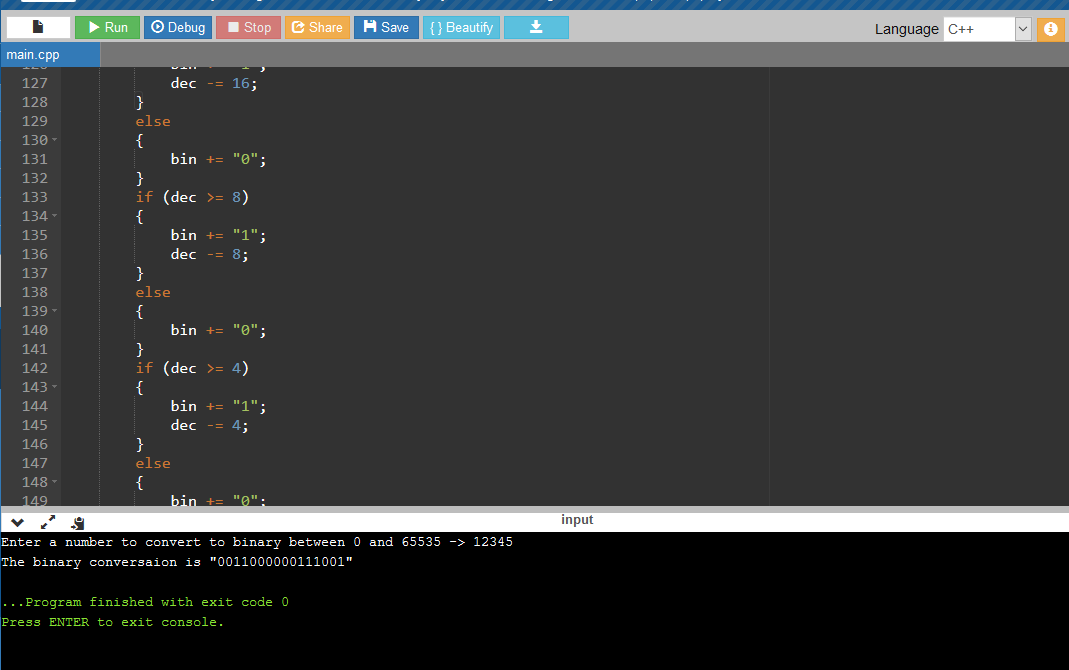 Run Debug Stop Share Save {} Beautify
Language C++
main.cpp
127 dec -= 16;
128 }
129 else
130 {
131 bin += "0";
132 }
133 if (dec >= 8)
134 {
135 bin += "1";
136 dec -= 8;
137 }
138 else
139 {
140 bin += "0";
141 }
142 if (dec >= 4)
143 {
144 bin += "1";
145 dec -= 4;
146 }
147 else
148 {
149 bin += "0";
input
Enter a number to convert to binary between 0 and 65535 -> 12345
The binary conversaion is "0011000000111001"
...Program finished with exit code 0
Press ENTER to exit console.